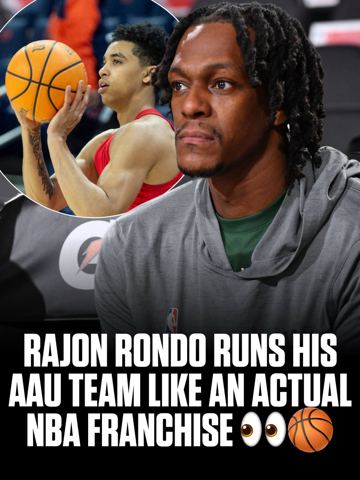 RAJON RONDO RUNS HIS
AAU TEAM LIKE AN ACTUAL
NBA FRANCHISE 👀🏀